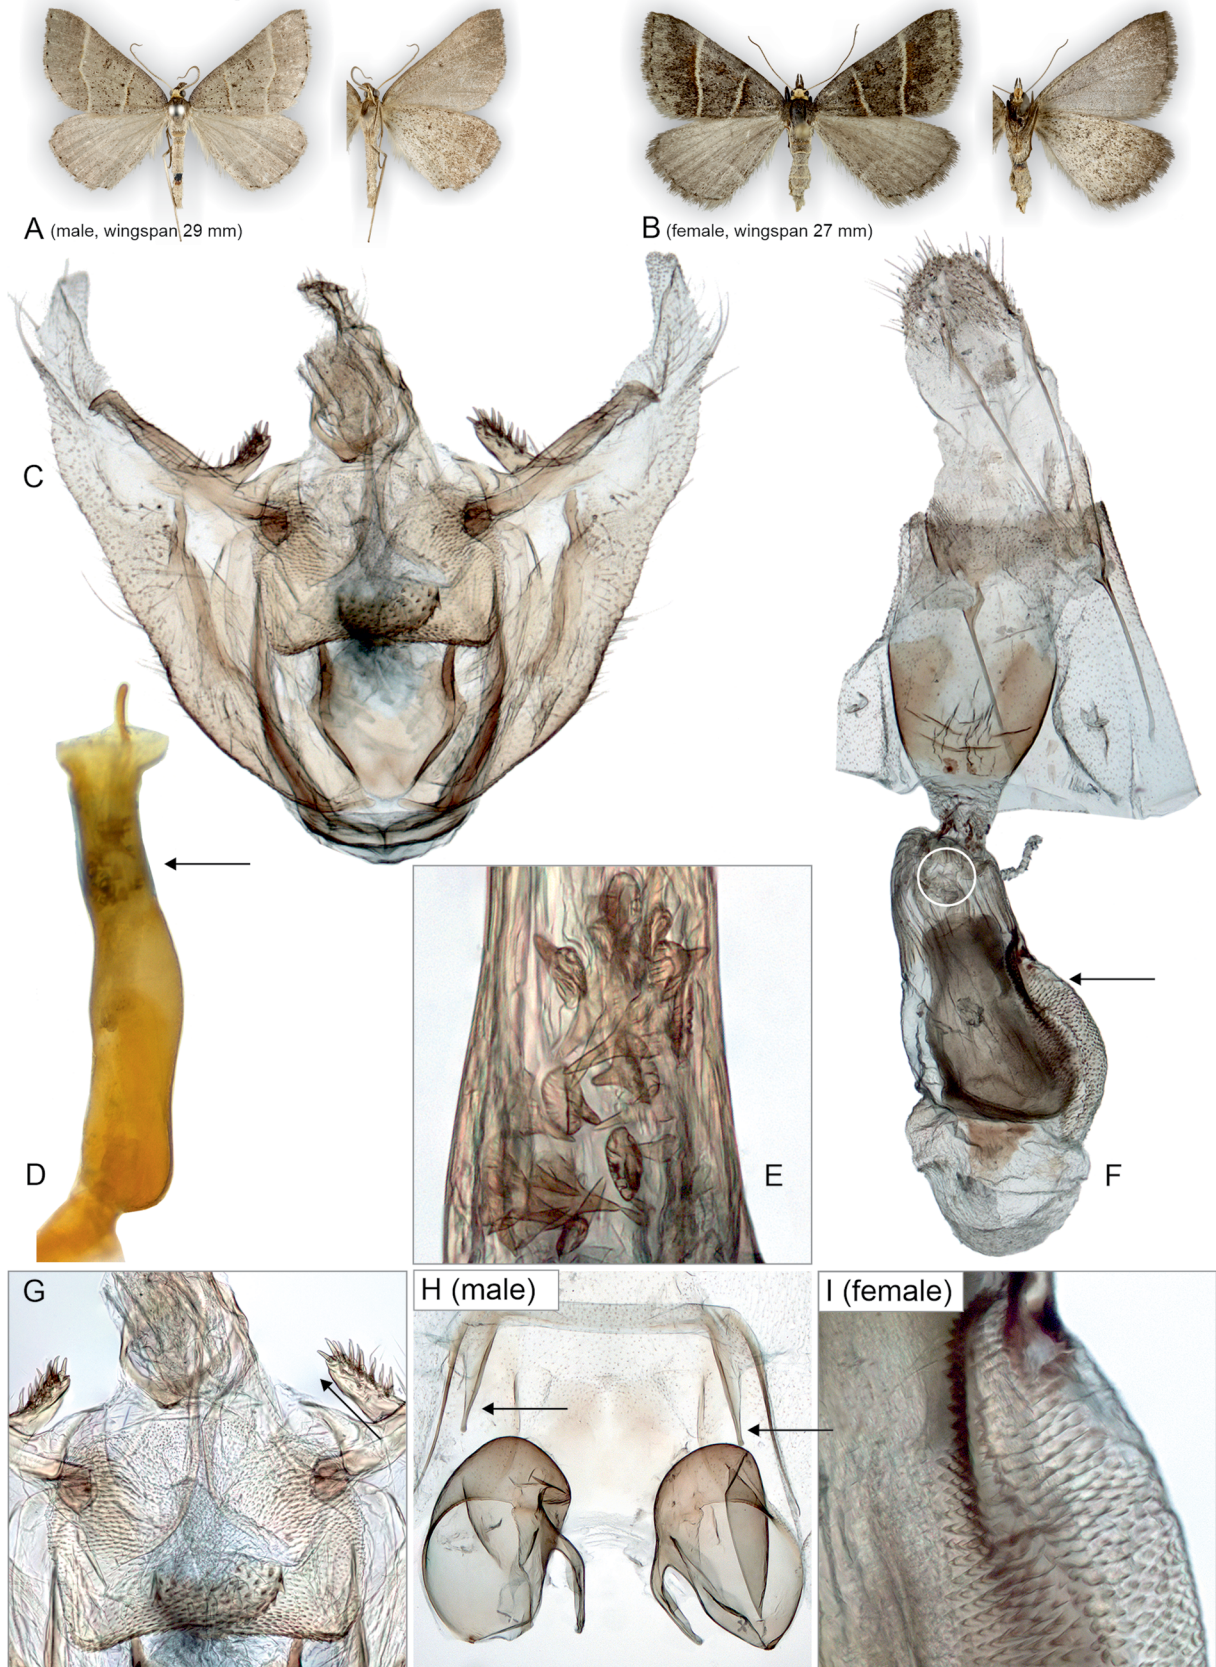 A (male, wingspan 29 mm)
B (female, wingspan 27 mm)
C
D
E
F
G
H (male)
I (female)